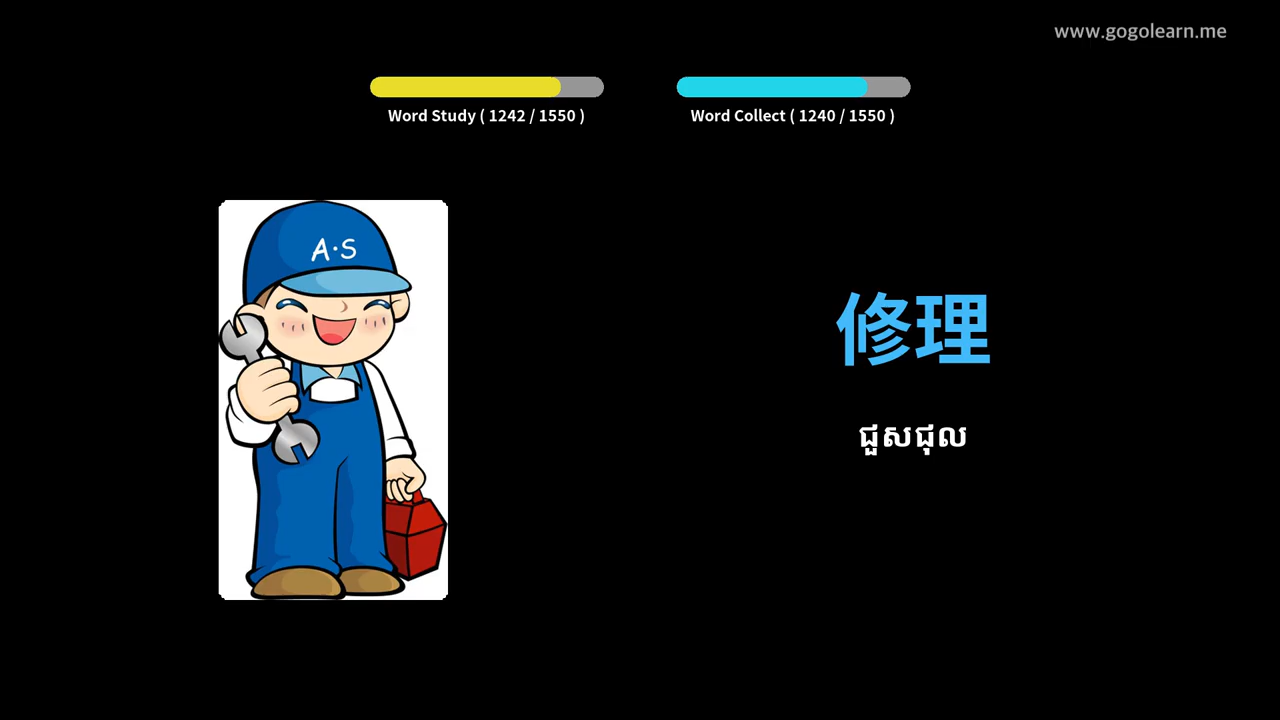 www.gogolearn.me
Word Study ( 1242 / 1550 )
Word Collect ( 1240 / 1550 )
A·S
修理
ជួសជុល